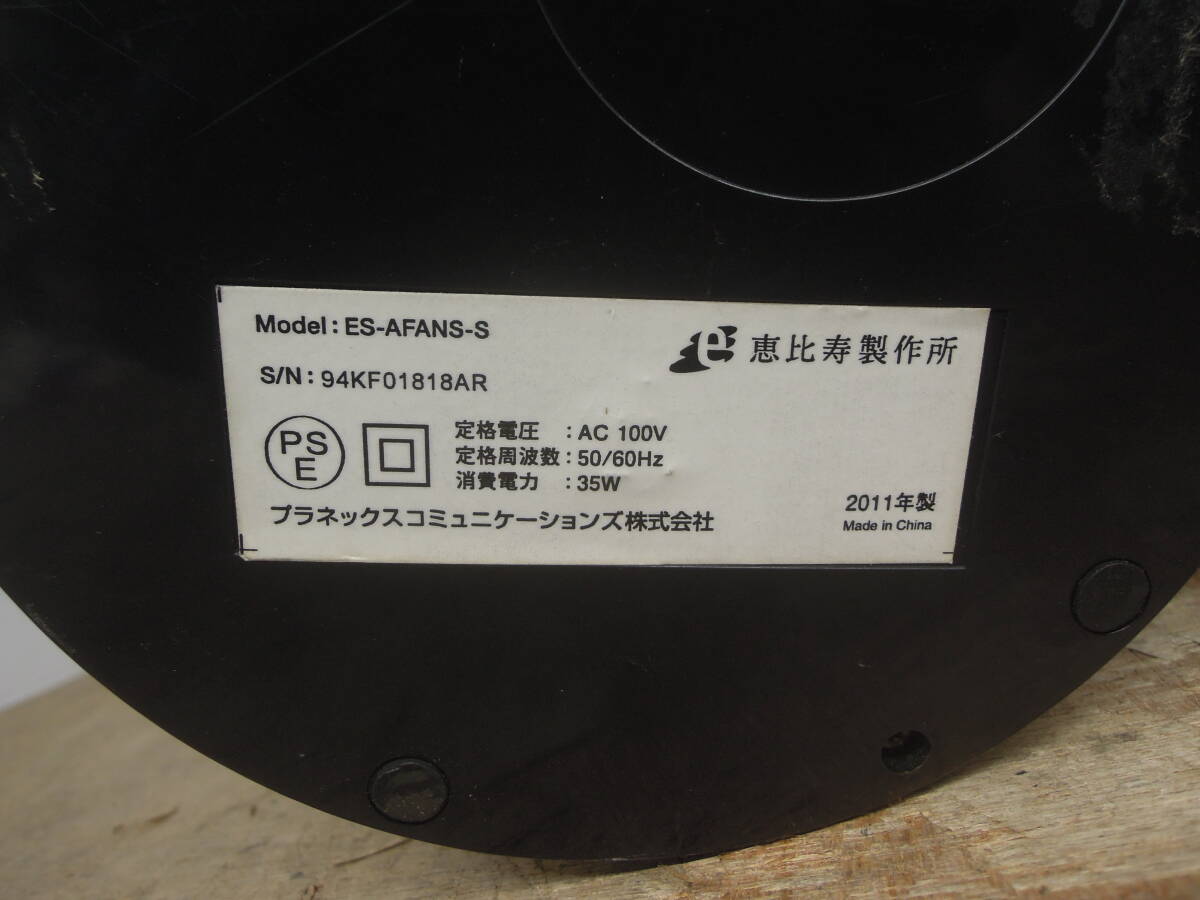 Model: ES-AFANS-S
e 恵比寿製作所
S/N: 94KF01818AR
PS
E
定格電圧 : AC 100V
定格周波数: 50/60Hz
消費電力 : 35W
プラネックスコミュニケーションズ株式会社
2011年製
Made in China